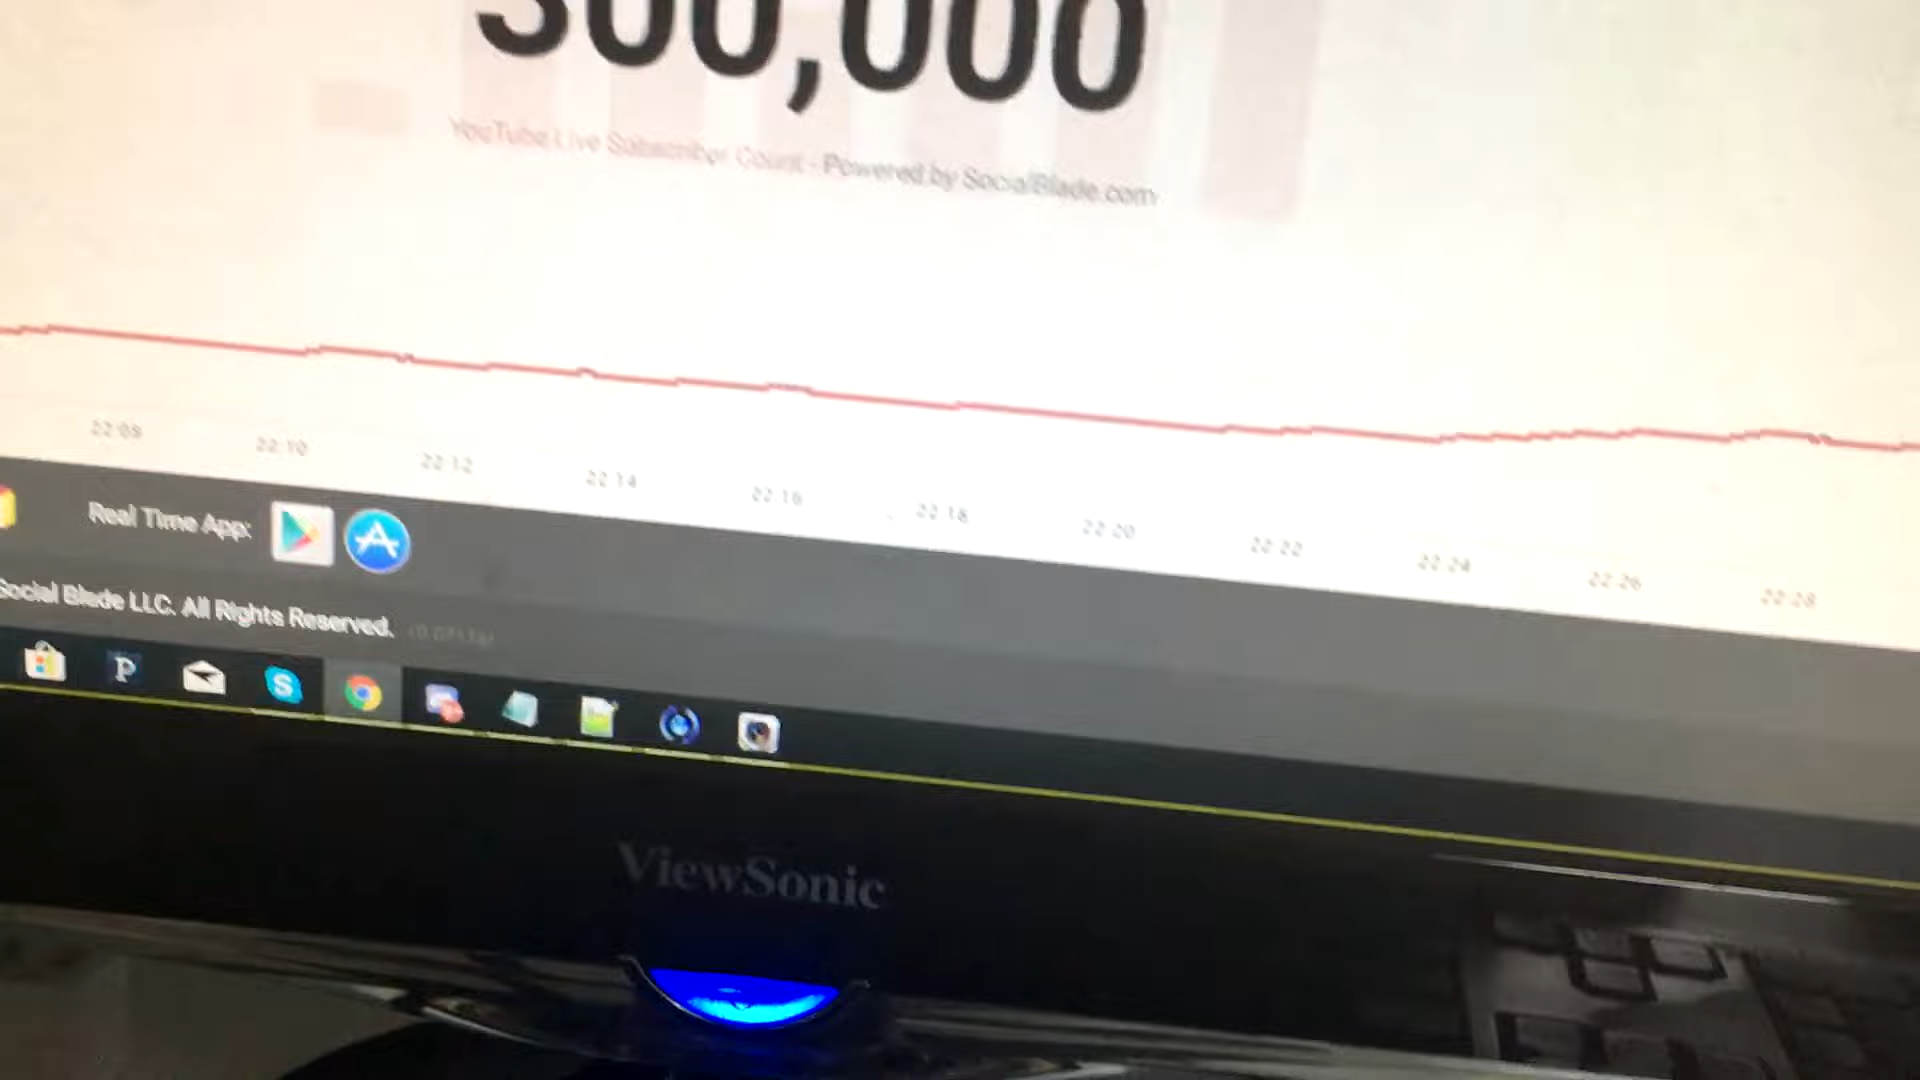 300,000
YouTube Live Subscriber Count - Powered by SocialBlade.com
22:10
22:12
22:14
22:16
22:18
22:20
22:22
22:24
22:26
22:28
Real Time App:
Social Blade LLC. All Rights Reserved.
ViewSonic